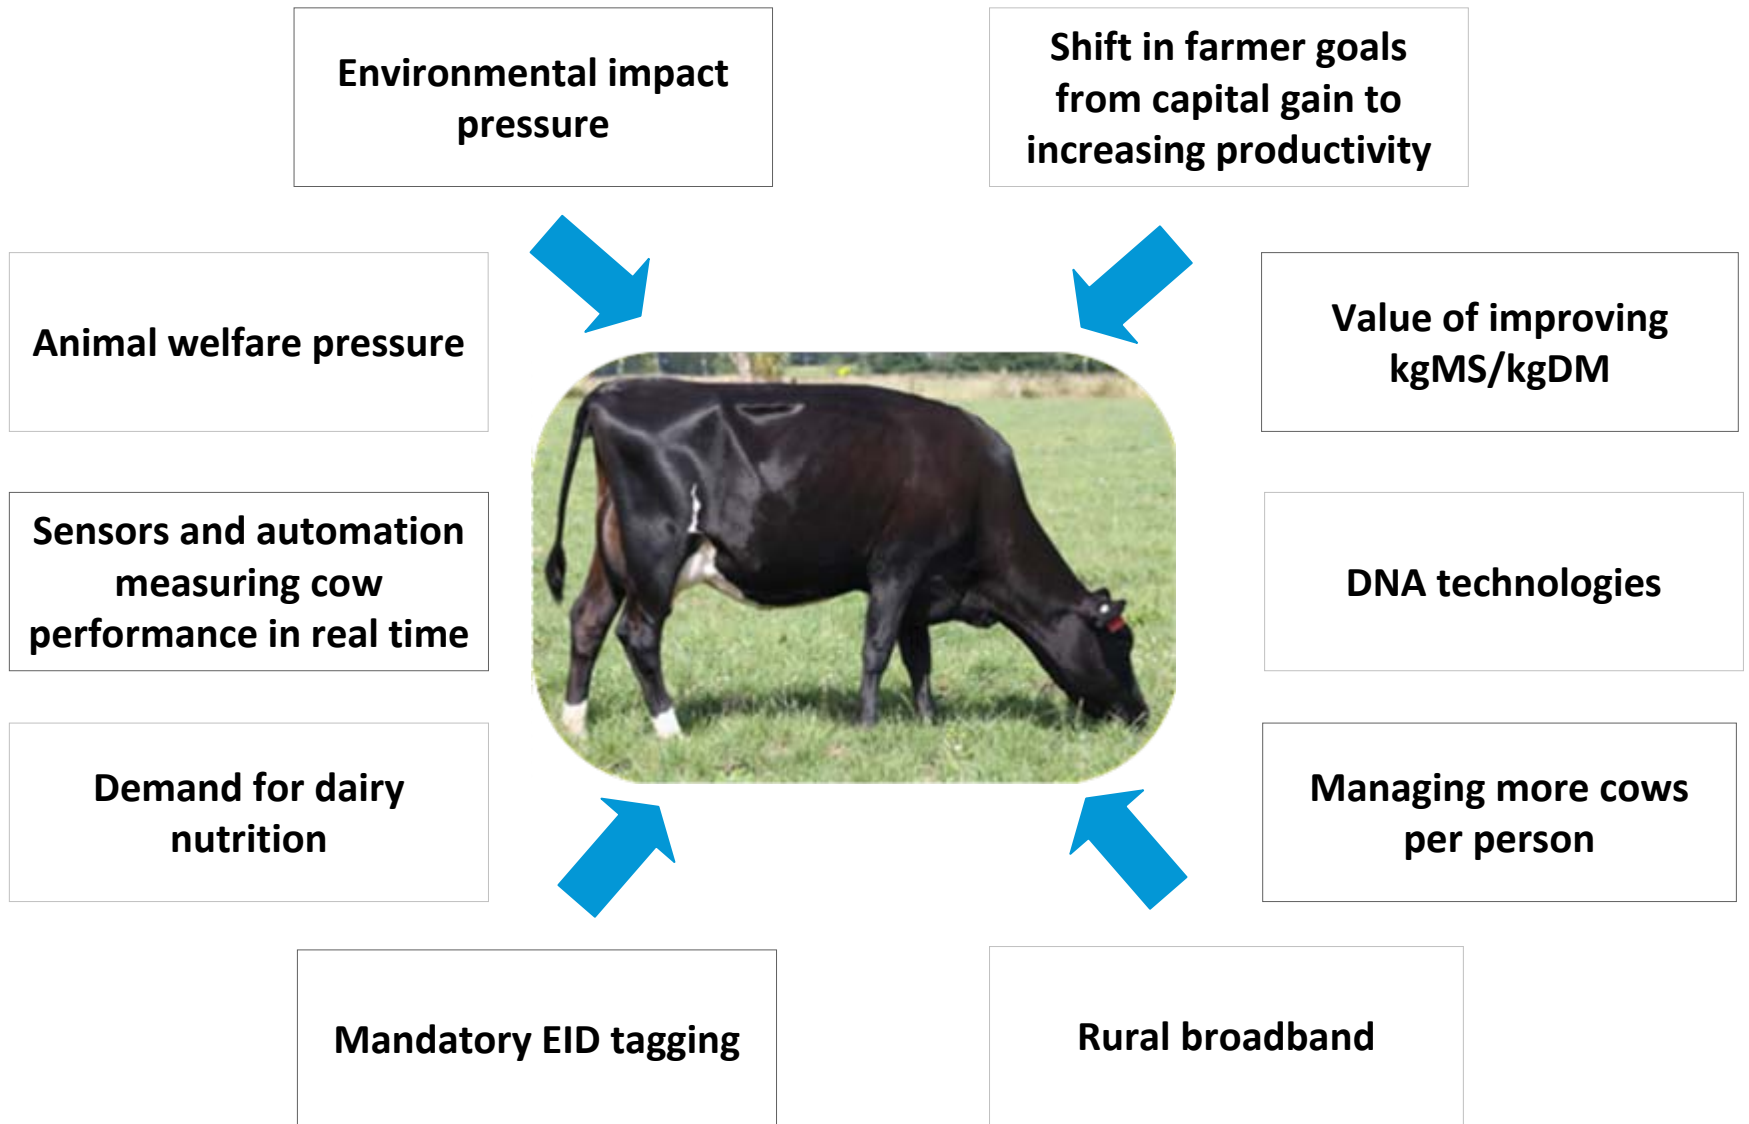 Environmental impact
pressure
Shift in farmer goals
from capital gain to
increasing productivity
Animal welfare pressure
Value of improving
kgMS/kgDM
Sensors and automation
measuring cow
performance in real time
DNA technologies
Demand for dairy
nutrition
Managing more cows
per person
Mandatory EID tagging
Rural broadband